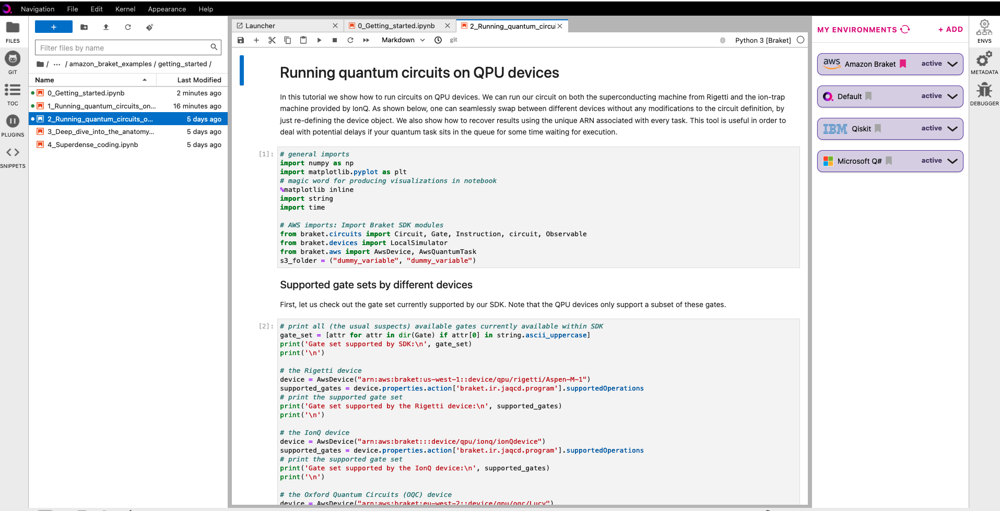 Navigation File Edit Kernel Appearance Help
FILES
GIT
TOC
PLUGINS
SNIPPETS
+
Filter files by name
/ ··· / amazon_braket_examples / getting_started /
Name Last Modified
0_Getting_started.ipynb 2 minutes ago
1_Running_quantum_circuits_on... 16 minutes ago
2_Running_quantum_circuits_o... 5 days ago
3_Deep_dive_into_the_anatomy... 5 days ago
4_Superdense_coding.ipynb 5 days ago
Launcher 0_Getting_started.ipynb 2_Running_quantum_circui
Markdown git Python 3 [Braket]
Running quantum circuits on QPU devices
In this tutorial we show how to run circuits on QPU devices. We can run our circuit on both the superconducting machine from Rigetti and the ion-trap
machine provided by IonQ. As shown below, one can seamlessly swap between different devices without any modifications to the circuit definition, by
just re-defining the device object. We also show how to recover results using the unique ARN associated with every task. This tool is useful in order to
deal with potential delays if your quantum task sits in the queue for some time waiting for execution.
[1]:
# general imports
import numpy as np
import matplotlib.pyplot as plt
# magic word for producing visualizations in notebook
%matplotlib inline
import string
import time
# AWS imports: Import Braket SDK modules
from braket.circuits import Circuit, Gate, Instruction, circuit, Observable
from braket.devices import LocalSimulator
from braket.aws import AwsDevice, AwsQuantumTask
s3_folder = ("dummy_variable", "dummy_variable")
Supported gate sets by different devices
First, let us check out the gate set currently supported by our SDK. Note that the QPU devices only support a subset of these gates.
[2]:
# print all (the usual suspects) available gates currently available within SDK
gate_set = [attr for attr in dir(Gate) if attr[0] in string.ascii_uppercase]
print('Gate set supported by SDK:\n', gate_set)
print('\n')
# the Rigetti device
device = AwsDevice("arn:aws:braket:us-west-1::device/qpu/rigetti/Aspen-M-1")
supported_gates = device.properties.action['braket.ir.jaqcd.program'].supportedOperations
# print the supported gate set
print('Gate set supported by the Rigetti device:\n', supported_gates)
print('\n')
# the IonQ device
device = AwsDevice("arn:aws:braket:::device/qpu/ionq/ionQdevice")
supported_gates = device.properties.action['braket.ir.jaqcd.program'].supportedOperations
# print the supported gate set
print('Gate set supported by the IonQ device:\n', supported_gates)
print('\n')
# the Oxford Quantum Circuits (OQC) device
device = AwsDevice("arn:aws:braket:eu-west-2::device/qpu/oqc/Lucy")
MY ENVIRONMENTS + ADD
aws Amazon Braket active
Default active
IBM Qiskit active
Microsoft Q# active
ENVS
METADATA
DEBUGGER